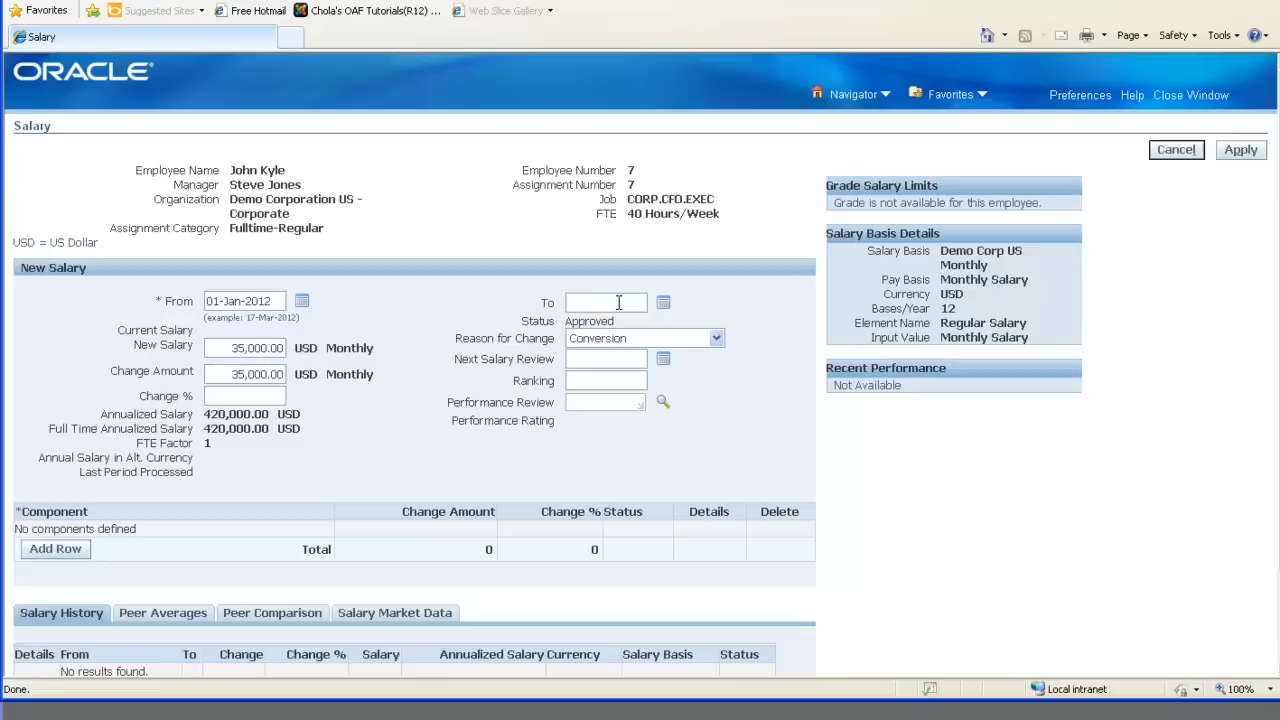 Favorites Suggested Sites Free Hotmail Chola's OAF Tutorials(R12) ... Web Slice Gallery
Salary Page Safety Tools
ORACLE®
Navigator Favorites Preferences Help Close Window
Salary
Cancel Apply
Employee Name John Kyle Employee Number 7
Manager Steve Jones Assignment Number 7
Organization Demo Corporation US - Job CORP.CFO.EXEC
Corporate FTE 40 Hours/Week
Assignment Category Fulltime-Regular
USD = US Dollar
Grade Salary Limits
Grade is not available for this employee.
Salary Basis Details
Salary Basis Demo Corp US
Monthly
Pay Basis Monthly Salary
Currency USD
Bases/Year 12
Element Name Regular Salary
Input Value Monthly Salary
Recent Performance
Not Available
New Salary
* From 01-Jan-2012 To
(example: 17-Mar-2012) Status Approved
Current Salary Reason for Change Conversion
New Salary 35,000.00 USD Monthly Next Salary Review
Change Amount 35,000.00 USD Monthly Ranking
Change % Performance Review
Annualized Salary 420,000.00 USD Performance Rating
Full Time Annualized Salary 420,000.00 USD
FTE Factor 1
Annual Salary in Alt. Currency
Last Period Processed
*Component Change Amount Change % Status Details Delete
No components defined
Add Row Total 0 0
Salary History Peer Averages Peer Comparison Salary Market Data
Details From To Change Change % Salary Annualized Salary Currency Salary Basis Status
No results found.
Done. Local intranet 100%